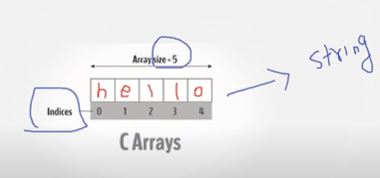 Array size = 5
string
h e l l o
Indices 0 1 2 3 4
C Arrays